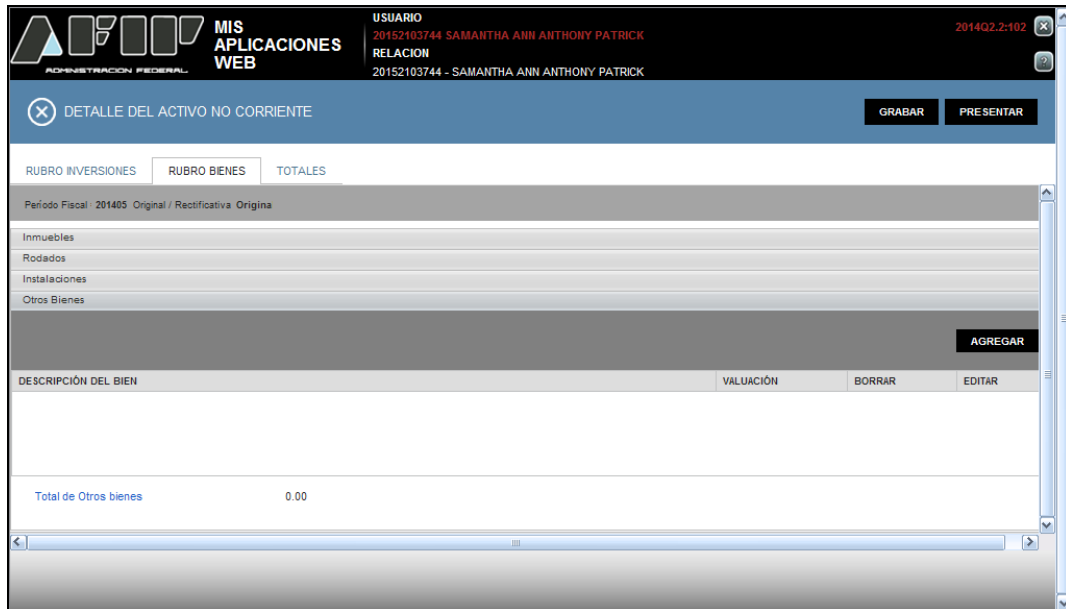 AFIP
ADMINISTRACION FEDERAL
MIS
APLICACIONES
WEB
USUARIO
20152103744 SAMANTHA ANN ANTHONY PATRICK
RELACION
20152103744 - SAMANTHA ANN ANTHONY PATRICK
2014Q2.2:102
?
DETALLE DEL ACTIVO NO CORRIENTE
GRABAR PRESENTAR
RUBRO INVERSIONES RUBRO BIENES TOTALES
Período Fiscal: 201405 Original / Rectificativa Origina
Inmuebles
Rodados
Instalaciones
Otros Bienes
AGREGAR
DESCRIPCIÓN DEL BIEN VALUACIÓN BORRAR EDITAR
Total de Otros bienes 0.00